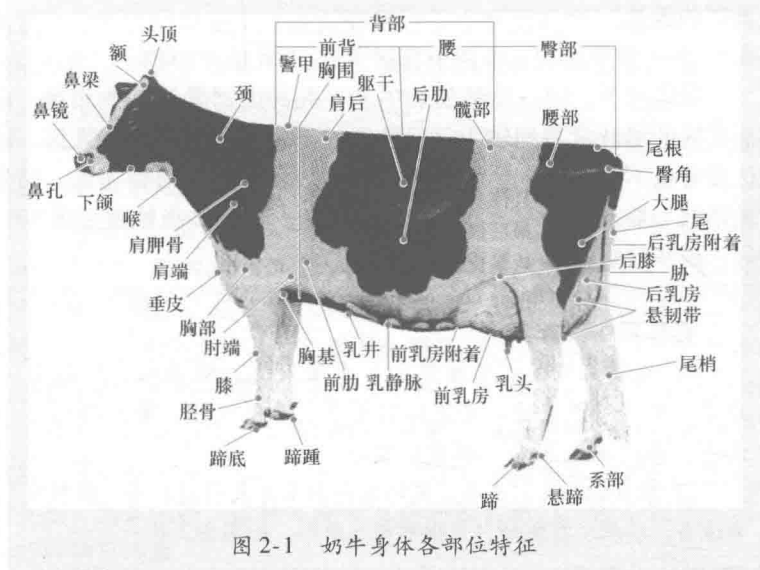 背部
头顶
前背
腰
臀部
额
鬐甲
胸围
鼻梁
躯干
鼻镜
颈
肩后
后肋
髋部
腰部
尾根
鼻孔
下颌
臀角
喉
大腿
尾
肩胛骨
后乳房附着
肩端
后膝
胁
垂皮
后乳房
胸部
悬韧带
肘端
胸基
乳井
前乳房附着
膝
前肋
乳静脉
前乳房
乳头
尾梢
胫骨
蹄底
蹄踵
系部
蹄
悬蹄
图 2-1 奶牛身体各部位特征